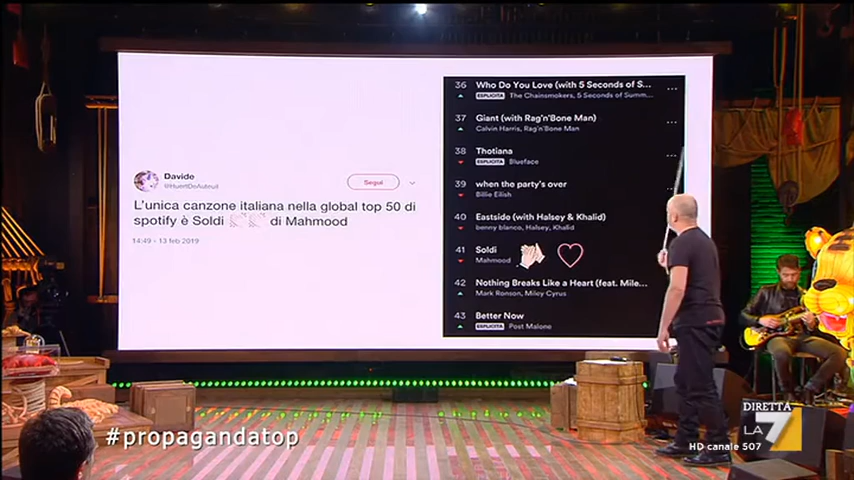 Davide
@HuertDoAuteuil
Segui
L'unica canzone italiana nella global top 50 di
spotify è Soldi 👏🏻👏🏻 di Mahmood
14:49 - 13 feb 2019
36 Who Do You Love (with 5 Seconds of S...
ESPLICITA The Chainsmokers, 5 Seconds of Summ...
37 Giant (with Rag'n'Bone Man)
Calvin Harris, Rag'n'Bone Man
38 Thotiana
ESPLICITA Blueface
39 when the party's over
Billie Eilish
40 Eastside (with Halsey & Khalid)
benny blanco, Halsey, Khalid
41 Soldi
Mahmood
42 Nothing Breaks Like a Heart (feat. Mile...
Mark Ronson, Miley Cyrus
43 Better Now
ESPLICITA Post Malone
#propagandatop
DIRETTA
LA7
HD canale 507